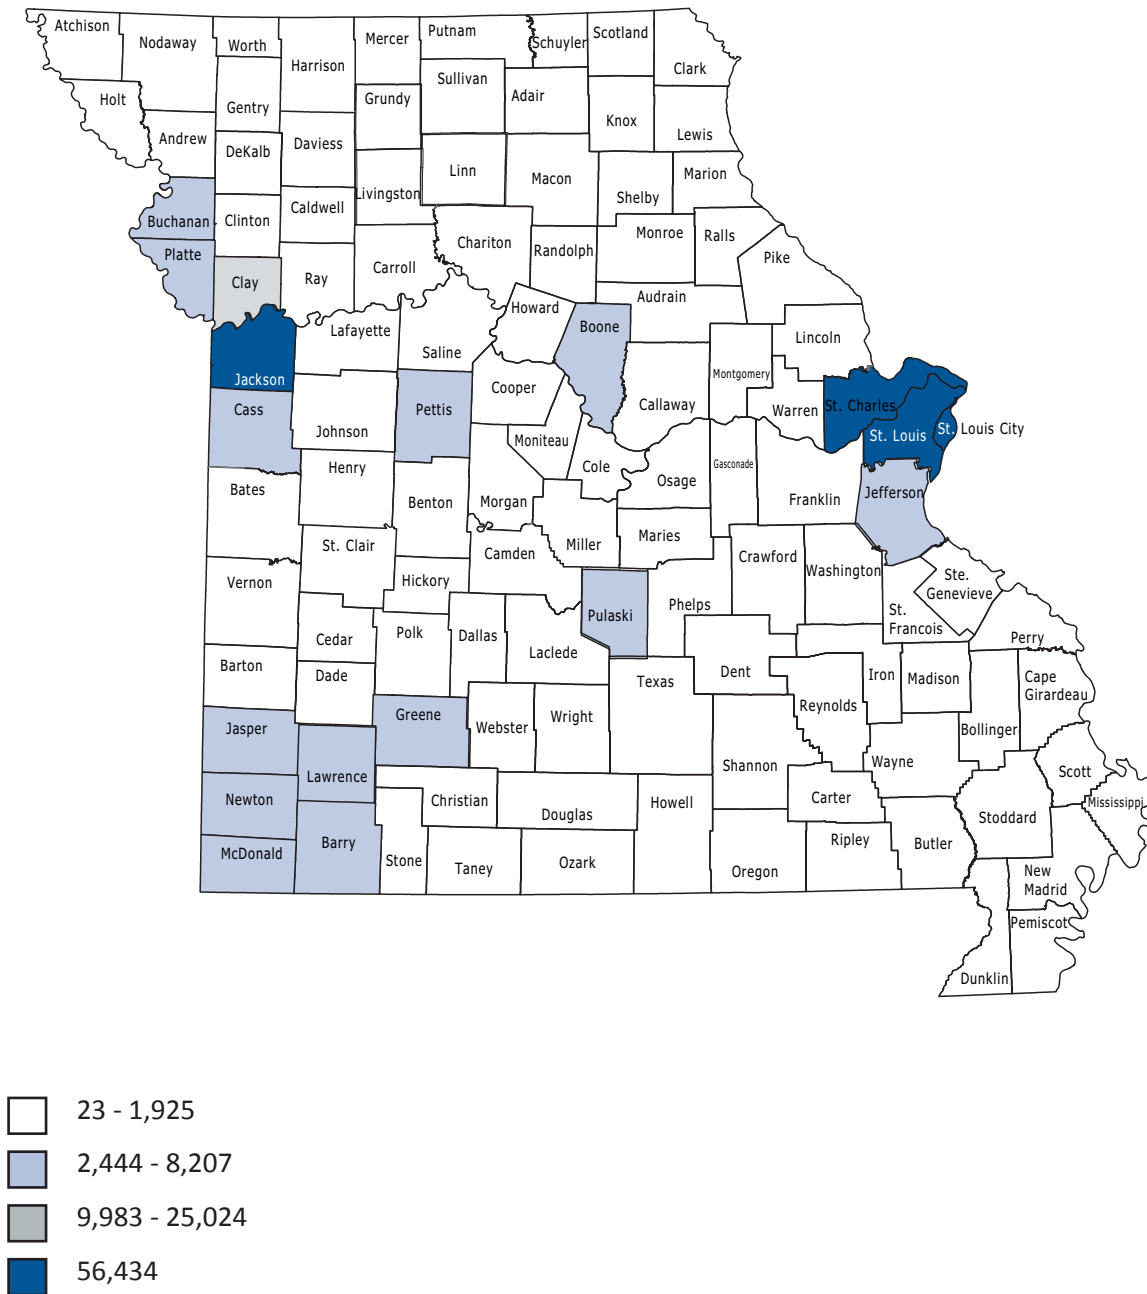 Atchison
Nodaway
Worth
Harrison
Mercer
Putnam
Schuyler
Scotland
Clark
Holt
Gentry
Grundy
Sullivan
Adair
Knox
Lewis
Andrew
DeKalb
Daviess
Livingston
Linn
Macon
Shelby
Marion
Buchanan
Clinton
Caldwell
Chariton
Randolph
Monroe
Ralls
Pike
Platte
Clay
Ray
Carroll
Howard
Audrain
Boone
Lincoln
Lafayette
Saline
Jackson
Cooper
Montgomery
Callaway
Warren
St. Charles
St. Louis
St. Louis City
Cass
Johnson
Pettis
Moniteau
Cole
Osage
Gasconade
Franklin
Jefferson
Bates
Henry
Benton
Morgan
Miller
Maries
St. Clair
Camden
Crawford
Washington
Ste.
Genevieve
Vernon
Hickory
Pulaski
Phelps
St.
Francois
Perry
Cedar
Polk
Dallas
Laclede
Barton
Dade
Texas
Dent
Iron
Madison
Cape
Girardeau
Reynolds
Bollinger
Jasper
Greene
Webster
Wright
Shannon
Wayne
Scott
Lawrence
Newton
Christian
Douglas
Howell
Carter
Stoddard
Mississippi
McDonald
Barry
Stone
Taney
Ozark
Oregon
Ripley
Butler
New
Madrid
Pemiscot
Dunklin
23 - 1,925
2,444 - 8,207
9,983 - 25,024
56,434